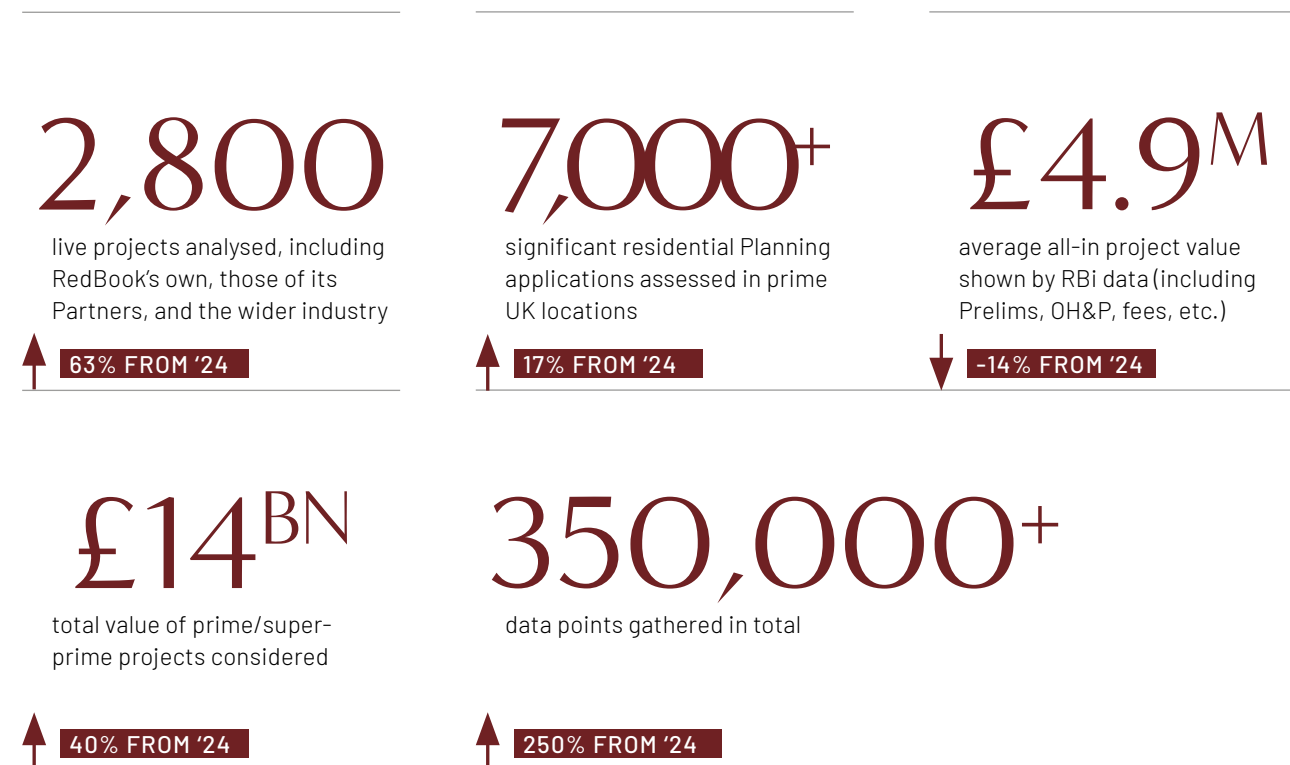 2,800
live projects analysed, including
RedBook's own, those of its
Partners, and the wider industry
63% FROM ‘24
7,000+
significant residential Planning
applications assessed in prime
UK locations
17% FROM ‘24
£4.9M
average all-in project value
shown by RBi data (including
Prelims, OH&P, fees, etc.)
-14% FROM ‘24
£14BN
total value of prime/super-
prime projects considered
40% FROM ‘24
350,000+
data points gathered in total
250% FROM ‘24